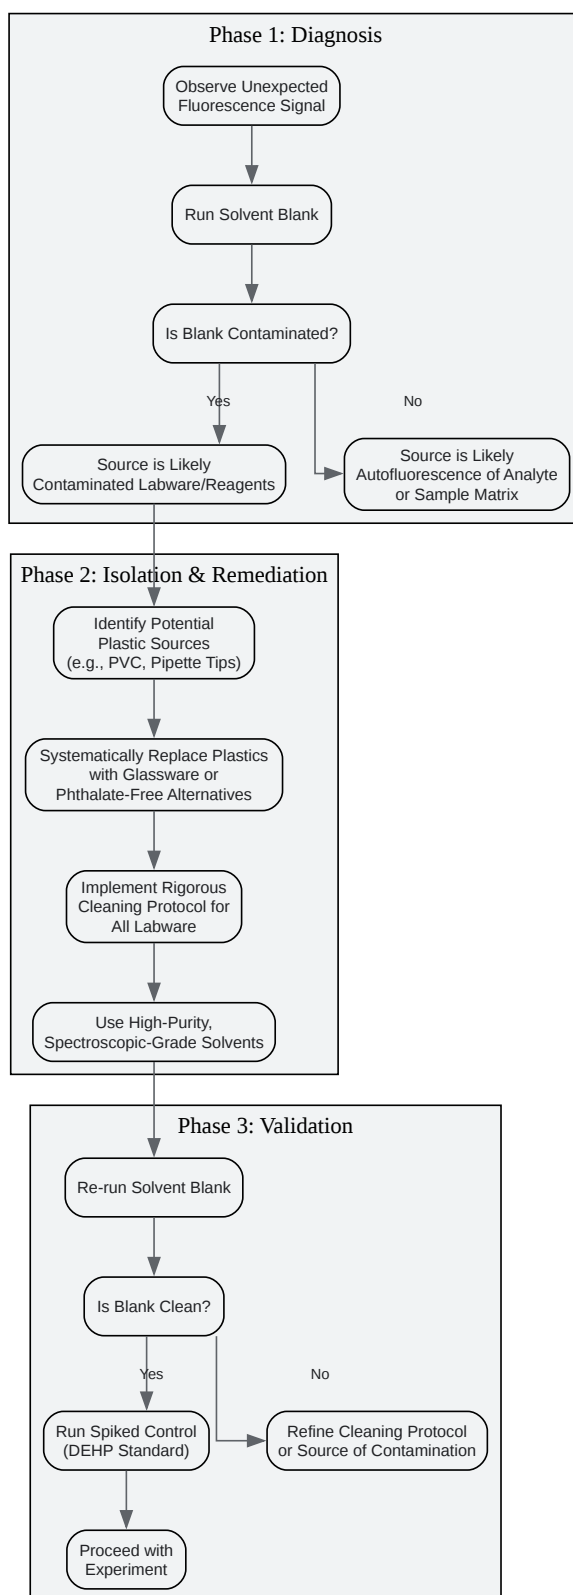 Phase 1: Diagnosis
Observe Unexpected
Fluorescence Signal
Run Solvent Blank
Is Blank Contaminated?
Yes
No
Source is Likely
Contaminated Labware/Reagents
Source is Likely
Autofluorescence of Analyte
or Sample Matrix
Phase 2: Isolation & Remediation
Identify Potential
Plastic Sources
(e.g., PVC, Pipette Tips)
Systematically Replace Plastics
with Glassware or
Phthalate-Free Alternatives
Implement Rigorous
Cleaning Protocol for
All Labware
Use High-Purity,
Spectroscopic-Grade Solvents
Phase 3: Validation
Re-run Solvent Blank
Is Blank Clean?
Yes
No
Run Spiked Control
(DEHP Standard)
Refine Cleaning Protocol
or Source of Contamination
Proceed with
Experiment